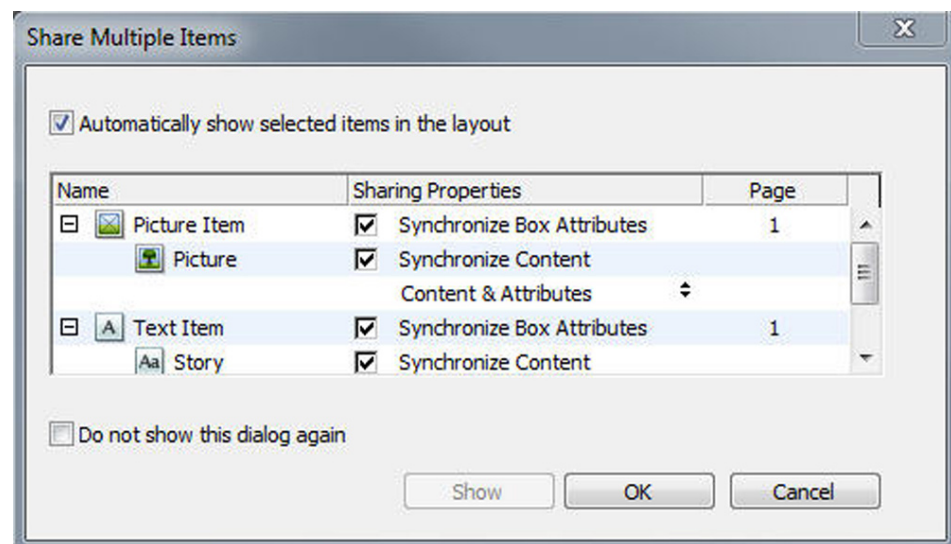 Share Multiple Items
Automatically show selected items in the layout
Name Sharing Properties Page
Picture Item Synchronize Box Attributes 1
Picture Synchronize Content
Content & Attributes
A Text Item Synchronize Box Attributes 1
Aa Story Synchronize Content
Do not show this dialog again
Show OK Cancel